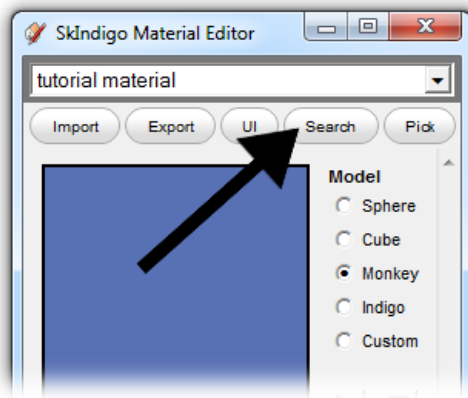 SkIndigo Material Editor
tutorial material
Import Export UI Search Pick
Model
Sphere
Cube
Monkey
Indigo
Custom